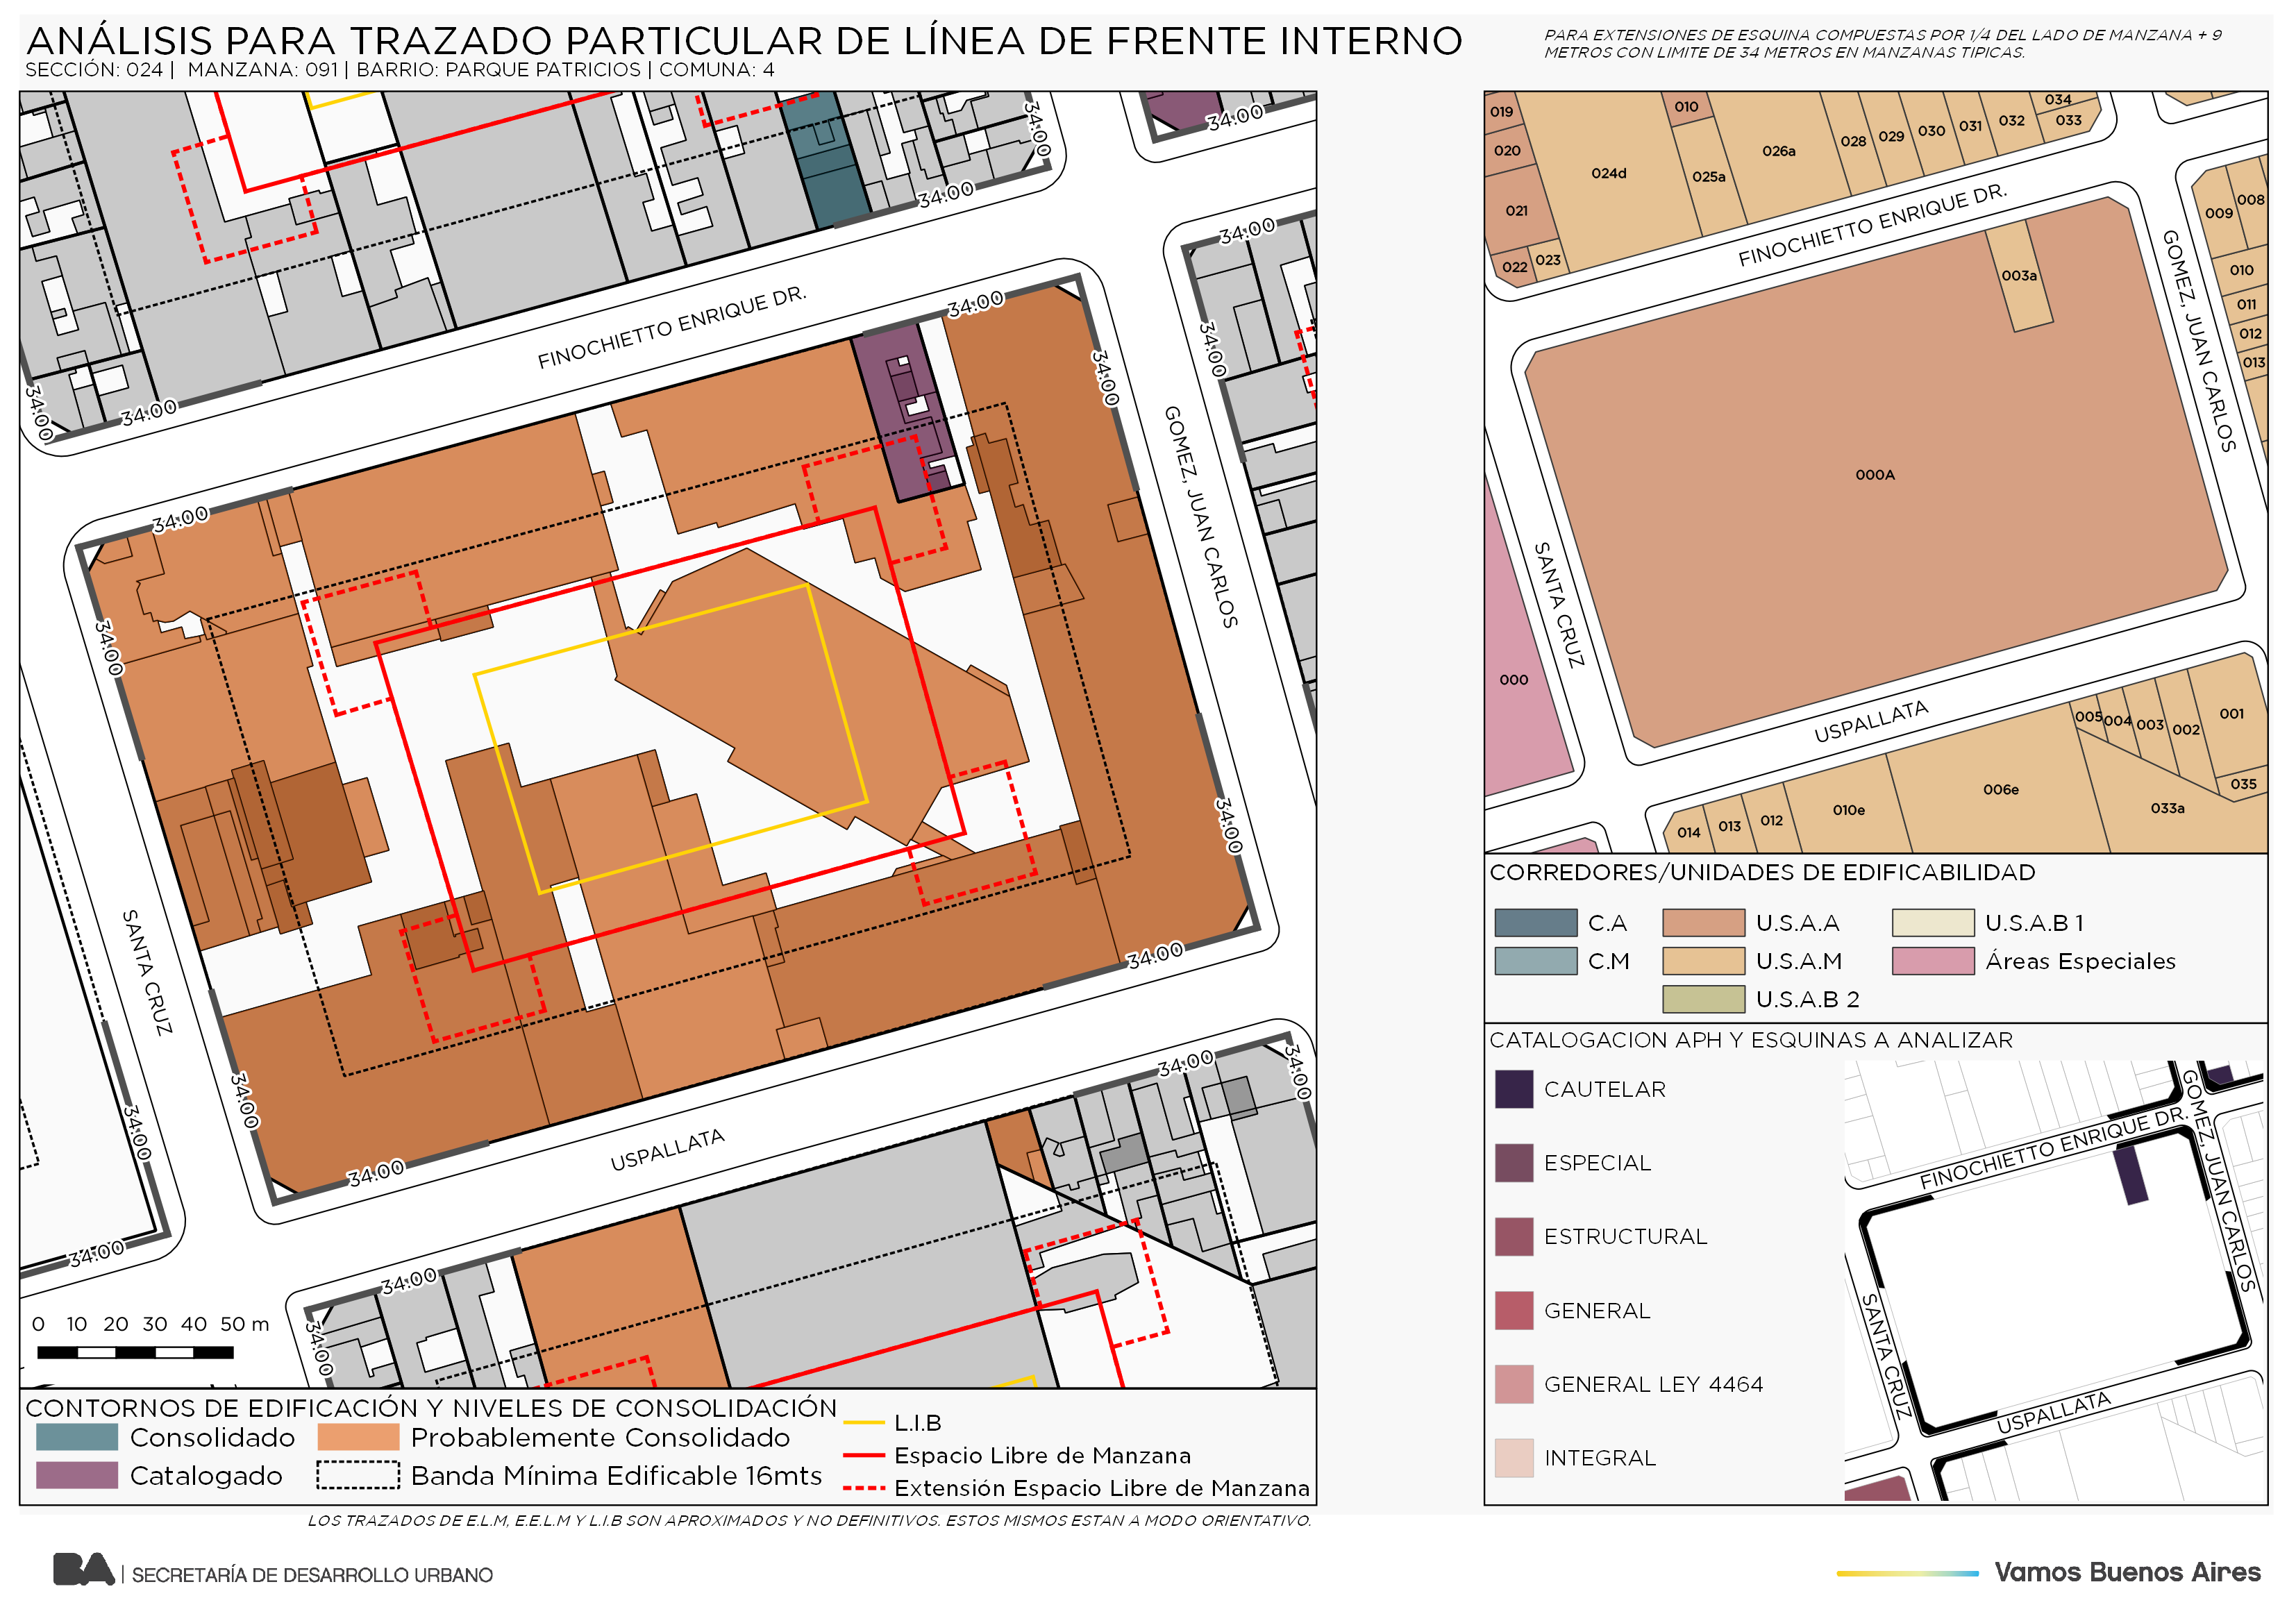 ANÁLISIS PARA TRAZADO PARTICULAR DE LÍNEA DE FRENTE INTERNO
SECCIÓN: 024 | MANZANA: 091 | BARRIO: PARQUE PATRICIOS | COMUNA: 4
PARA EXTENSIONES DE ESQUINA COMPUESTAS POR 1/4 DEL LADO DE MANZANA + 9
METROS CON LIMITE DE 34 METROS EN MANZANAS TIPICAS.
34.00
34.00
34.00
34.00
34.00
34.00
34.00
FINOCHIETTO ENRIQUE DR.
34.00
34.00
34.00
GOMEZ, JUAN CARLOS
34.00
34.00
34.00
SANTA CRUZ
34.00
34.00
34.00
34.00
34.00
USPALLATA
34.00
34.00
34.00
34.00
0 10 20 30 40 50 m
019
020
021
022
023
024d
010
025a
026a
028
029
030
031
032
034
033
FINOCHIETTO ENRIQUE DR.
003a
GOMEZ, JUAN CARLOS
009
008
010
011
012
013
000A
000
SANTA CRUZ
USPALLATA
005
004
003
002
001
035
033a
006e
010e
012
013
014
CORREDORES/UNIDADES DE EDIFICABILIDAD
C.A
U.S.A.A
U.S.A.B 1
C.M
U.S.A.M
Áreas Especiales
U.S.A.B 2
CATALOGACION APH Y ESQUINAS A ANALIZAR
CAUTELAR
ESPECIAL
ESTRUCTURAL
GENERAL
GENERAL LEY 4464
INTEGRAL
FINOCHIETTO ENRIQUE DR.
GOMEZ, JUAN CARLOS
SANTA CRUZ
USPALLATA
CONTORNOS DE EDIFICACIÓN Y NIVELES DE CONSOLIDACIÓN
Consolidado
Probablemente Consolidado
Catalogado
Banda Mínima Edificable 16mts
L.I.B
Espacio Libre de Manzana
Extensión Espacio Libre de Manzana
LOS TRAZADOS DE E.L.M, E.E.L.M Y L.I.B SON APROXIMADOS Y NO DEFINITIVOS. ESTOS MISMOS ESTAN A MODO ORIENTATIVO.
BA | SECRETARÍA DE DESARROLLO URBANO
Vamos Buenos Aires